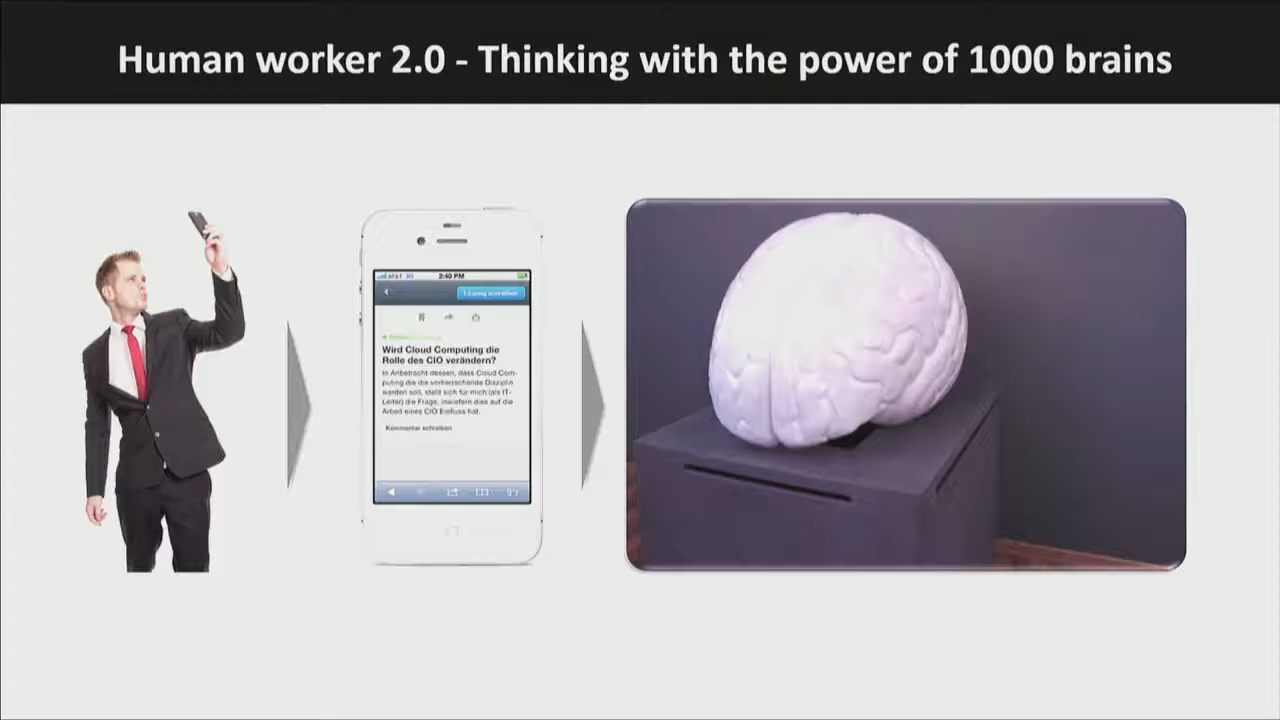 Human worker 2.0 - Thinking with the power of 1000 brains
AT&T 3G 2:40 PM
Lösung schreiben
Wird Cloud Computing die
Rolle des CIO verändern?
In Anbetracht dessen, dass Cloud Com-
puting die die vorherrschende Disziplin
werden soll, stellt sich für mich (als IT-
Leiter) die Frage, inwiefern dies auf die
Arbeit eines CIO Einfluss hat.
Kommentar schreiben